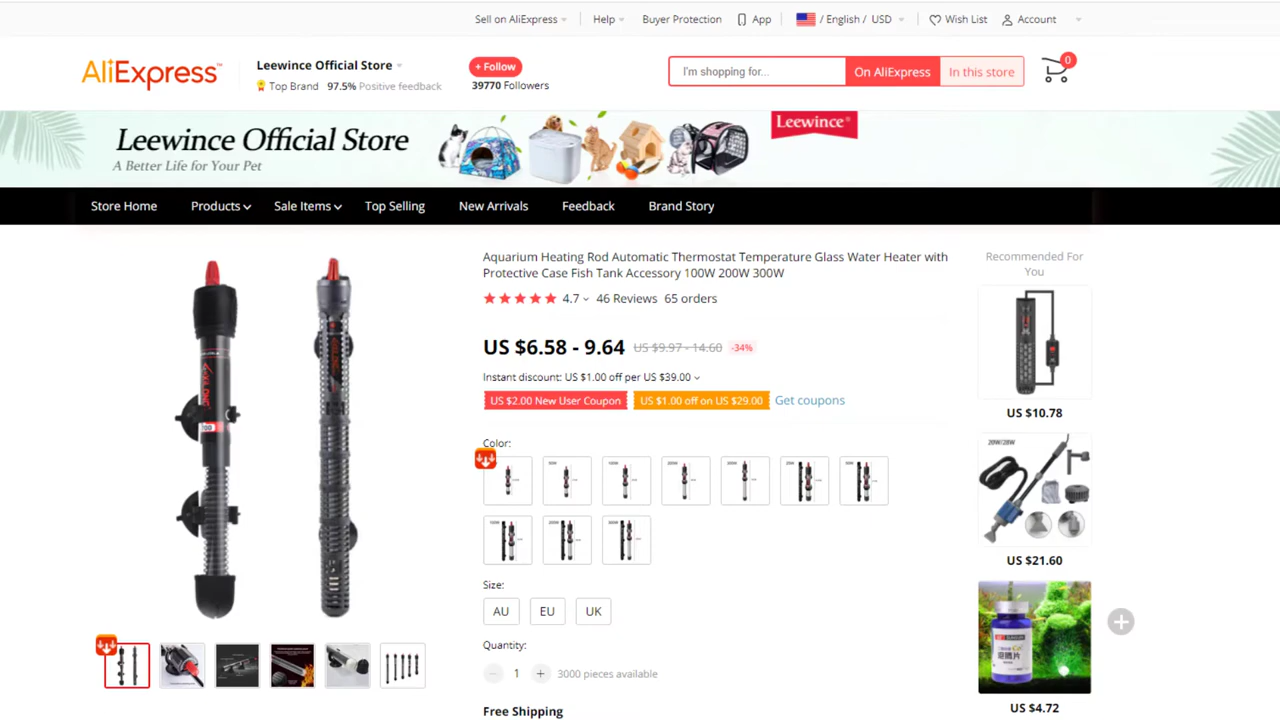 Sell on AliExpress
Help
Buyer Protection
App
/ English / USD
Wish List
Account
AliExpress™
Leewince Official Store
Top Brand 97.5% Positive feedback
+ Follow
39770 Followers
I'm shopping for...
On AliExpress
In this store
0
Leewince Official Store
A Better Life for Your Pet
Leewince®
Store Home
Products
Sale Items
Top Selling
New Arrivals
Feedback
Brand Story
Aquarium Heating Rod Automatic Thermostat Temperature Glass Water Heater with
Protective Case Fish Tank Accessory 100W 200W 300W
4.7 46 Reviews 65 orders
US $6.58 - 9.64 US $9.97 - 14.60 -34%
Instant discount: US $1.00 off per US $39.00
US $2.00 New User Coupon
US $1.00 off on US $29.00
Get coupons
Color:
Size:
AU
EU
UK
Quantity:
− 1 + 3000 pieces available
Free Shipping
Recommended For
You
US $10.78
20W/28W
US $21.60
US $4.72